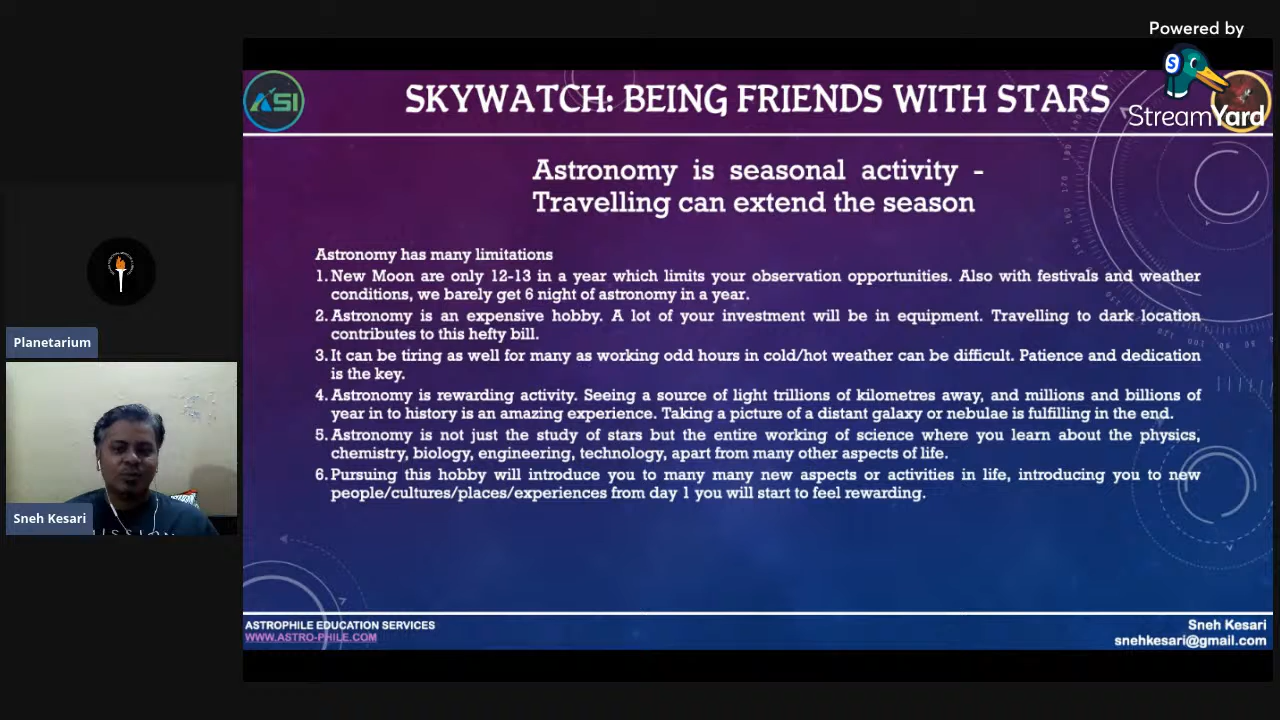 Powered by
StreamYard
ASI
SKYWATCH: BEING FRIENDS WITH STARS
Astronomy is seasonal activity -
Travelling can extend the season
Astronomy has many limitations
1. New Moon are only 12-13 in a year which limits your observation opportunities. Also with festivals and weather
conditions, we barely get 6 night of astronomy in a year.
2. Astronomy is an expensive hobby. A lot of your investment will be in equipment. Travelling to dark location
contributes to this hefty bill.
3. It can be tiring as well for many as working odd hours in cold/hot weather can be difficult. Patience and dedication
is the key.
4. Astronomy is rewarding activity. Seeing a source of light trillions of kilometres away, and millions and billions of
year in to history is an amazing experience. Taking a picture of a distant galaxy or nebulae is fulfilling in the end.
5. Astronomy is not just the study of stars but the entire working of science where you learn about the physics,
chemistry, biology, engineering, technology, apart from many other aspects of life.
6. Pursuing this hobby will introduce you to many many new aspects or activities in life, introducing you to new
people/cultures/places/experiences from day 1 you will start to feel rewarding.
Planetarium
Sneh Kesari
ASTROPHILE EDUCATION SERVICES
WWW.ASTRO-PHILE.COM
Sneh Kesari
snehkesari@gmail.com